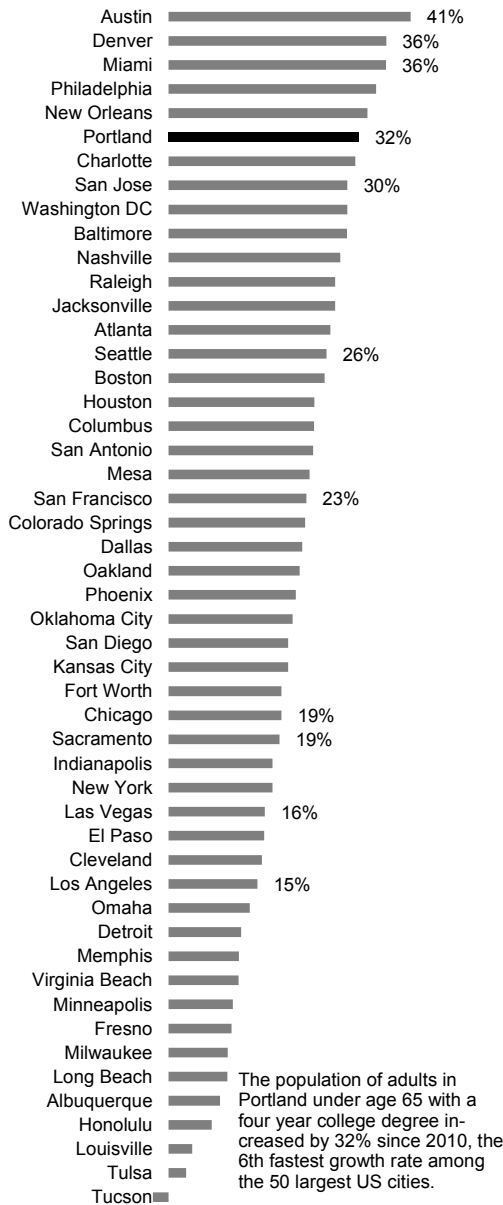 Austin 41%
Denver 36%
Miami 36%
Philadelphia
New Orleans
Portland 32%
Charlotte
San Jose 30%
Washington DC
Baltimore
Nashville
Raleigh
Jacksonville
Atlanta
Seattle 26%
Boston
Houston
Columbus
San Antonio
Mesa
San Francisco 23%
Colorado Springs
Dallas
Oakland
Phoenix
Oklahoma City
San Diego
Kansas City
Fort Worth
Chicago 19%
Sacramento 19%
Indianapolis
New York
Las Vegas 16%
El Paso
Cleveland
Los Angeles 15%
Omaha
Detroit
Memphis
Virginia Beach
Minneapolis
Fresno
Milwaukee
Long Beach
Albuquerque
Honolulu
Louisville
Tulsa
Tucson
The population of adults in
Portland under age 65 with a
four year college degree in-
creased by 32% since 2010, the
6th fastest growth rate among
the 50 largest US cities.